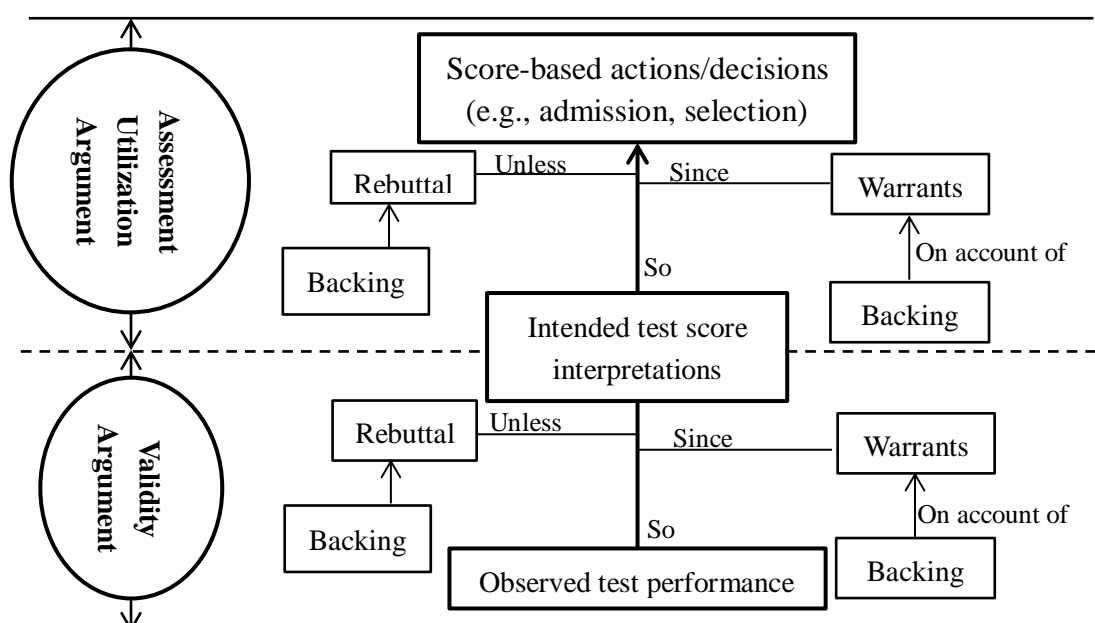 Assessment
Utilization
Argument
Score-based actions/decisions
(e.g., admission, selection)
Unless
Since
Rebuttal
Warrants
Backing
So
On account of
Backing
Intended test score
interpretations
Validity
Argument
Unless
Since
Rebuttal
Warrants
Backing
So
On account of
Backing
Observed test performance